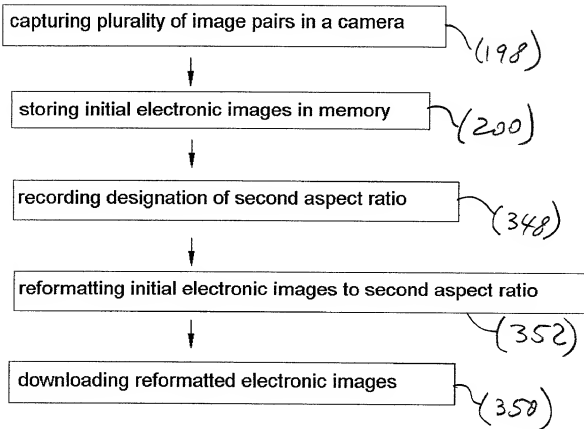 capturing plurality of image pairs in a camera
(198)
storing initial electronic images in memory
(200)
recording designation of second aspect ratio
(348)
reformatting initial electronic images to second aspect ratio
(352)
downloading reformatted electronic images
(350)